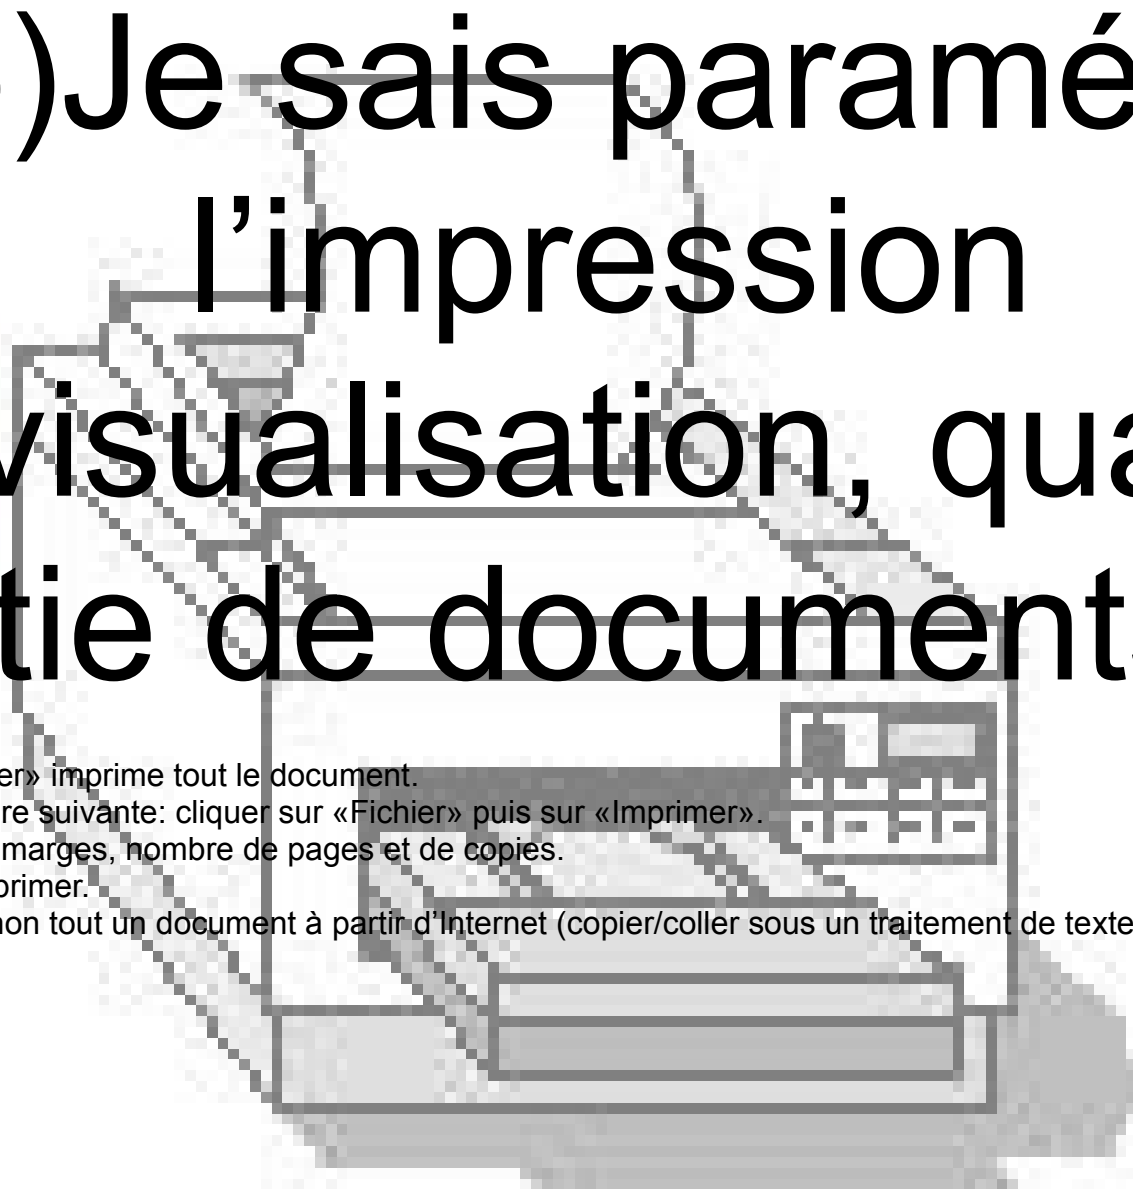 )Je sais paramé
l’impression
visualisation, qua
tie de document
er» imprime tout le document.
re suivante: cliquer sur «Fichier» puis sur «Imprimer».
marges, nombre de pages et de copies.
primer.
non tout un document à partir d’Internet (copier/coller sous un traitement de texte